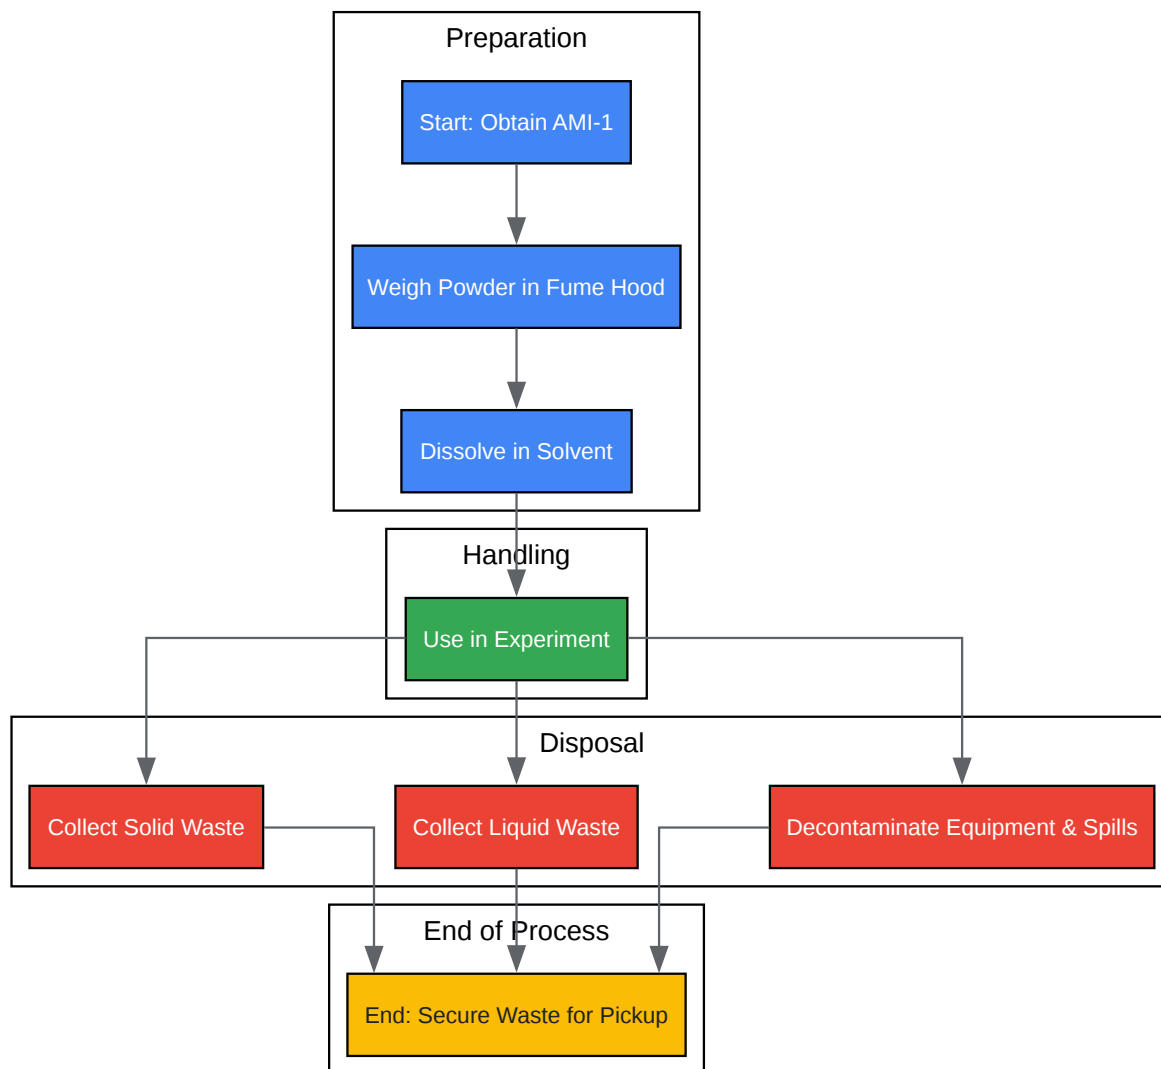 Preparation
Start: Obtain AMI-1
Weigh Powder in Fume Hood
Dissolve in Solvent
Handling
Use in Experiment
Disposal
Collect Solid Waste
Collect Liquid Waste
Decontaminate Equipment & Spills
End of Process
End: Secure Waste for Pickup